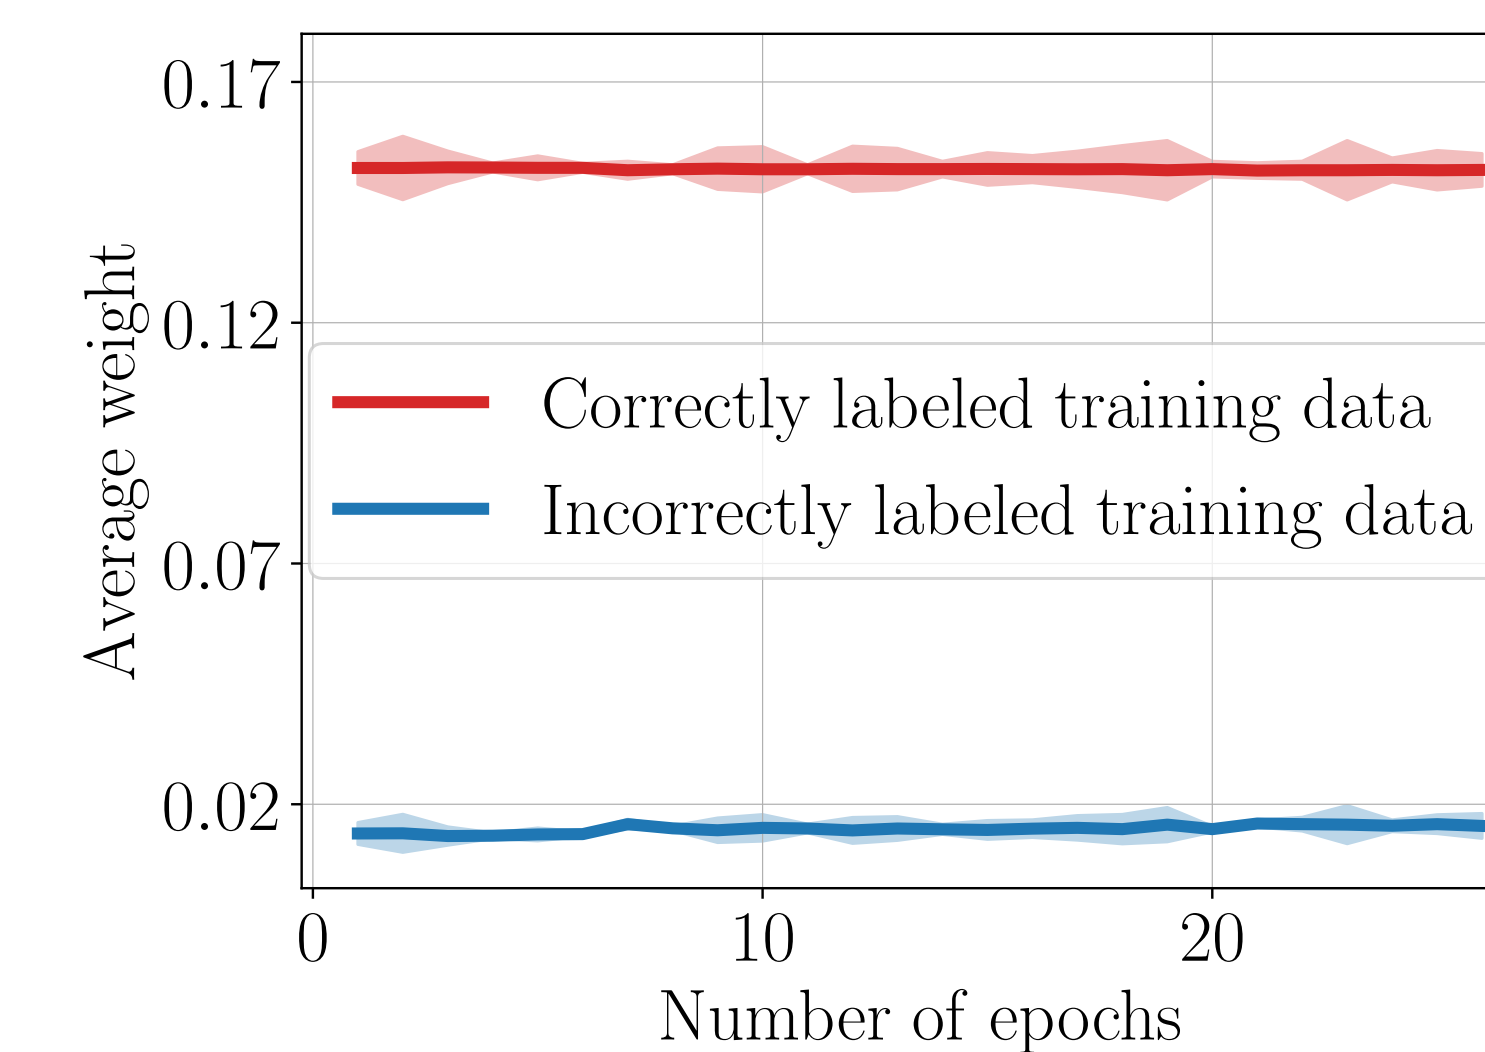 0.17
0.12
0.07
0.02
Average weight
Correctly labeled training data
Incorrectly labeled training data
0 10 20
Number of epochs